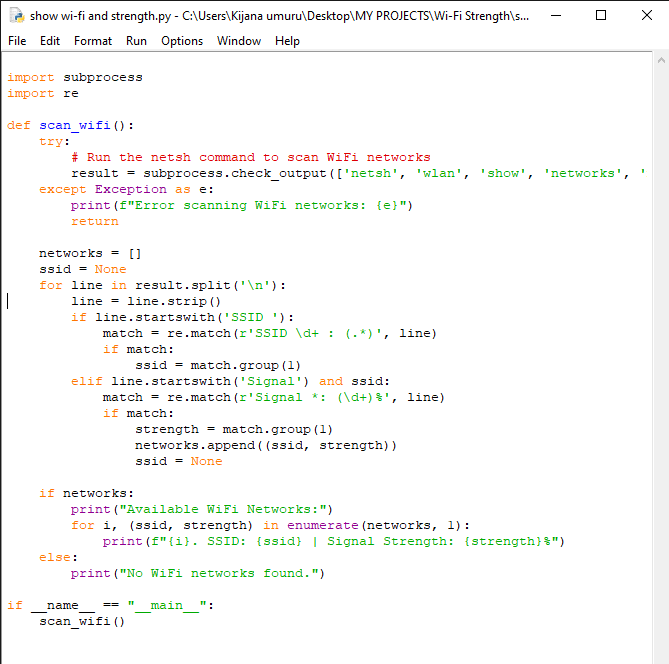 show wi-fi and strength.py - C:\Users\Kijana umuru\Desktop\MY PROJECTS\Wi-Fi Strength\s...
File Edit Format Run Options Window Help
import subprocess
import re

def scan_wifi():
    try:
        # Run the netsh command to scan WiFi networks
        result = subprocess.check_output(['netsh', 'wlan', 'show', 'networks', '
    except Exception as e:
        print(f"Error scanning WiFi networks: {e}")
        return

    networks = []
    ssid = None
    for line in result.split('\n'):
        line = line.strip()
        if line.startswith('SSID '):
            match = re.match(r'SSID \d+ : (.*)', line)
            if match:
                ssid = match.group(1)
        elif line.startswith('Signal') and ssid:
            match = re.match(r'Signal *: (\d+)%', line)
            if match:
                strength = match.group(1)
                networks.append((ssid, strength))
                ssid = None

    if networks:
        print("Available WiFi Networks:")
        for i, (ssid, strength) in enumerate(networks, 1):
            print(f"{i}. SSID: {ssid} | Signal Strength: {strength}%")
    else:
        print("No WiFi networks found.")

if __name__ == "__main__":
    scan_wifi()